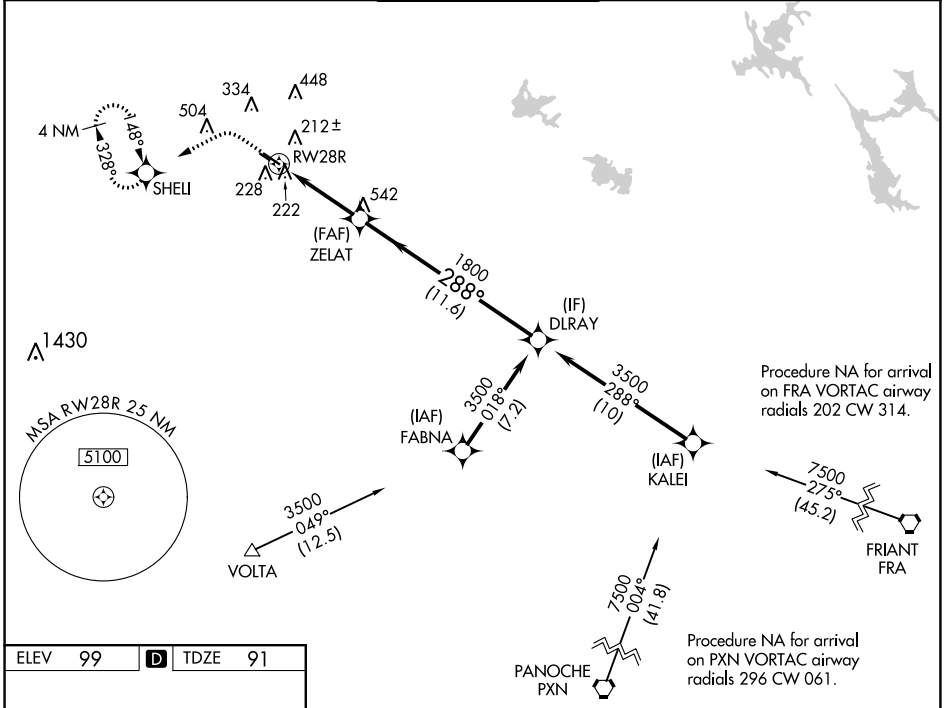 334
448
504
212±
4 NM
148°
328°
RW28R
SHELI
228
222
542
(FAF)
ZELAT
1800
288°
(11.6)
(IF)
DLRAY
1430
3500
018°
(7.2)
3500
288°
(10)
Procedure NA for arrival
on FRA VORTAC airway
radials 202 CW 314.
MSA RW28R 25 NM
5100
(IAF)
FABNA
(IAF)
KALEI
3500
049°
(12.5)
VOLTA
7500
275°
(45.2)
FRIANT
FRA
7500
004°
(41.8)
PANOCHE
PXN
Procedure NA for arrival
on PXN VORTAC airway
radials 296 CW 061.
ELEV 99 D TDZE 91